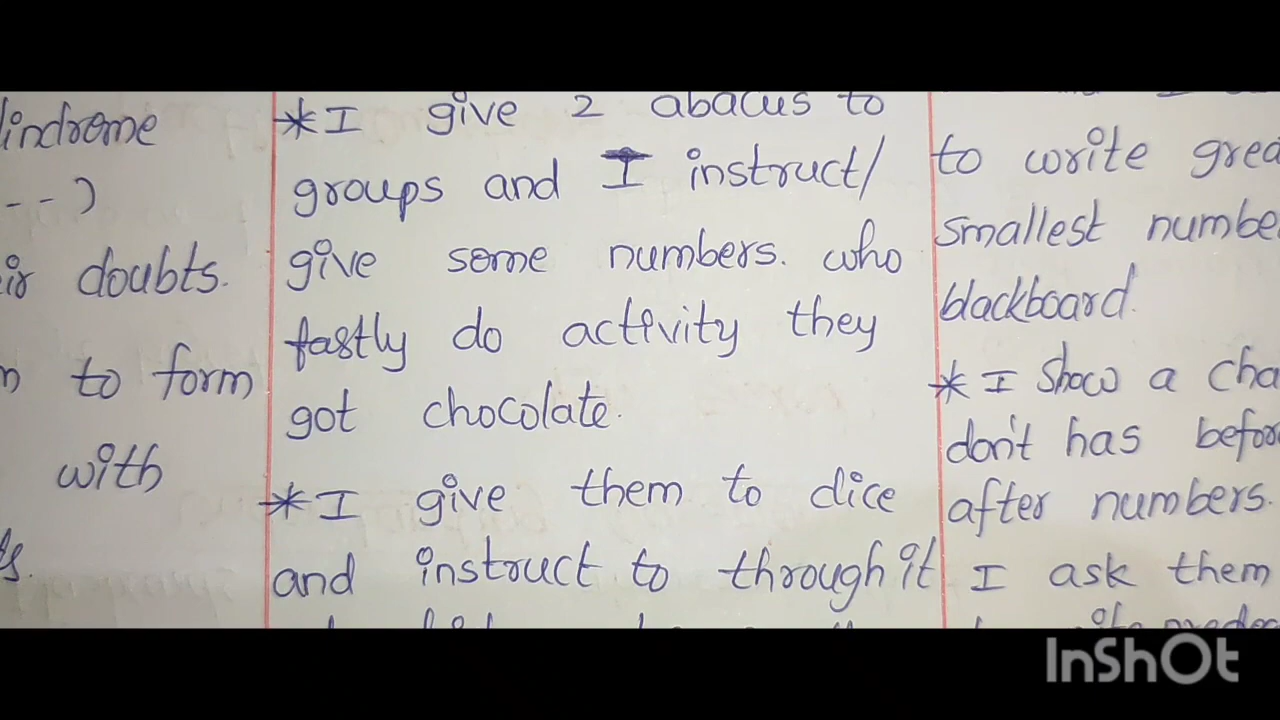 lindrome
- -)
doubts.
to form
with
*I give 2 abacus to
groups and I instruct/
give some numbers. who
fastly do activity they
got chocolate.
*I give them to dice
and instruct to through it
to write grea
smallest numbe
blackboard.
*I show a cha
don't has befor
after numbers.
I ask them
InShOt